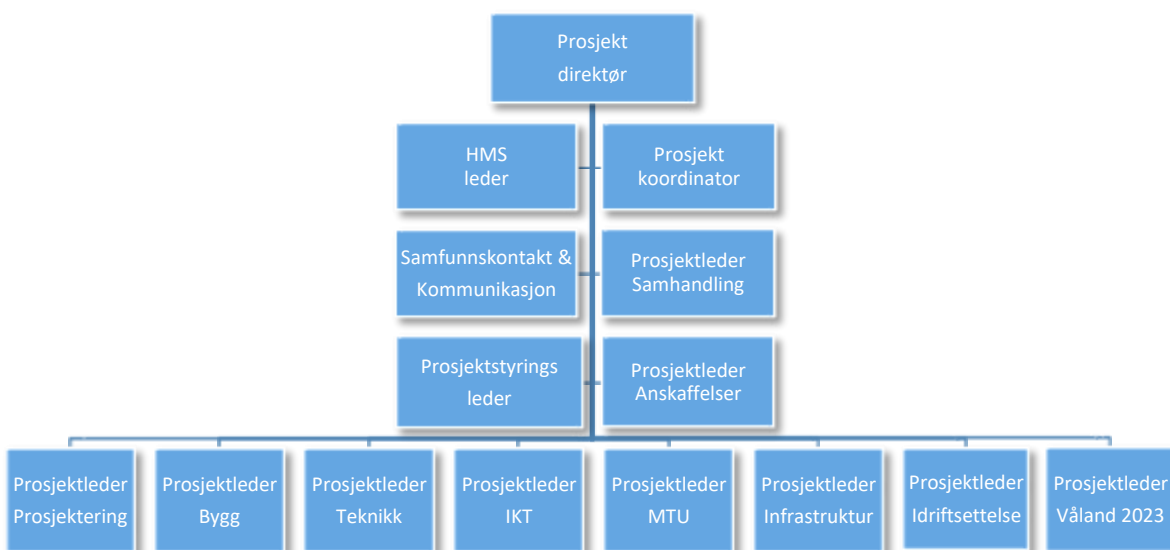 Prosjekt
direktør
HMS
leder
Prosjekt
koordinator
Samfunnskontakt &
Kommunikasjon
Prosjektleder
Samhandling
Prosjektstyrings
leder
Prosjektleder
Anskaffelser
Prosjektleder
Prosjektering
Prosjektleder
Bygg
Prosjektleder
Teknikk
Prosjektleder
IKT
Prosjektleder
MTU
Prosjektleder
Infrastruktur
Prosjektleder
Idriftsettelse
Prosjektleder
Våland 2023